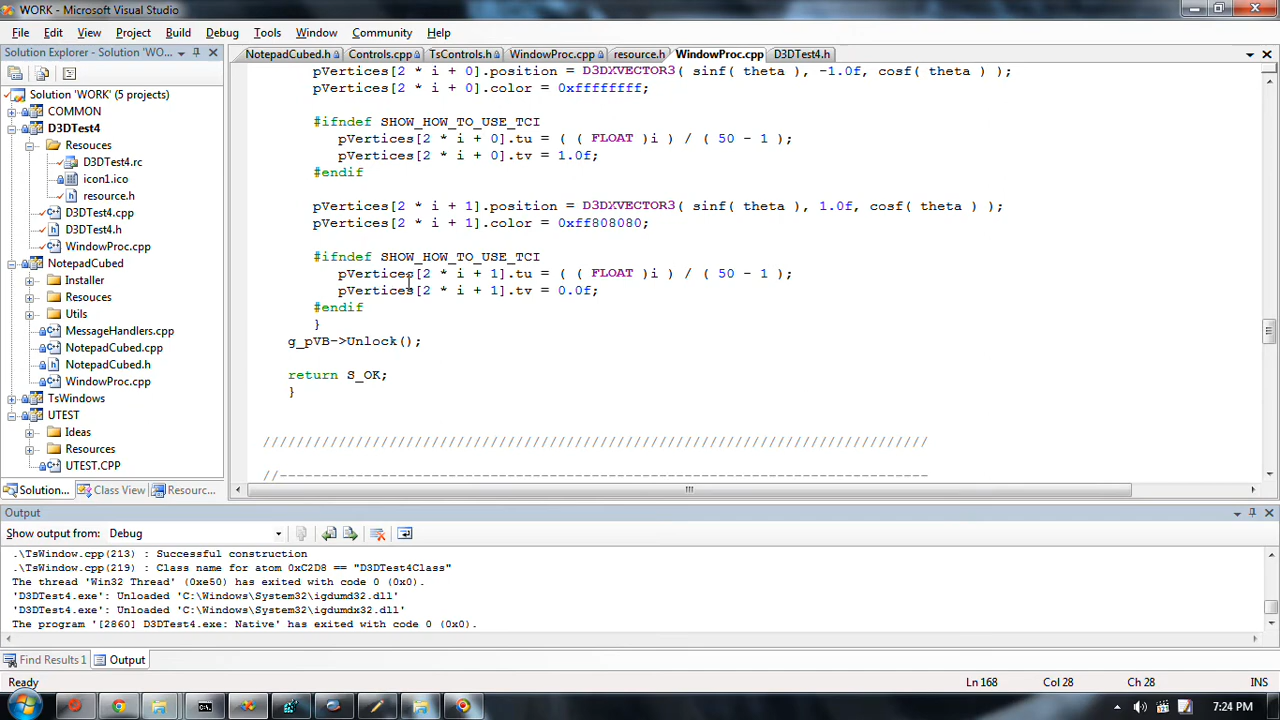 WORK - Microsoft Visual Studio
File Edit View Project Build Debug Tools Window Community Help
Solution Explorer - Solution 'WO...
NotepadCubed.h Controls.cpp TsControls.h WindowProc.cpp resource.h WindowProc.cpp D3DTest4.h
Solution 'WORK' (5 projects)
COMMON
D3DTest4
Resouces
D3DTest4.rc
icon1.ico
resource.h
D3DTest4.cpp
D3DTest4.h
WindowProc.cpp
NotepadCubed
Installer
Resouces
Utils
MessageHandlers.cpp
NotepadCubed.cpp
NotepadCubed.h
WindowProc.cpp
TsWindows
UTEST
Ideas
Resources
UTEST.CPP
Solution... Class View Resourc...
pVertices[2 * i + 0].position = D3DXVECTOR3( sinf( theta ), -1.0f, cosf( theta ) );
pVertices[2 * i + 0].color = 0xffffffff;
#ifndef SHOW_HOW_TO_USE_TCI
pVertices[2 * i + 0].tu = ( ( FLOAT )i ) / ( 50 - 1 );
pVertices[2 * i + 0].tv = 1.0f;
#endif
pVertices[2 * i + 1].position = D3DXVECTOR3( sinf( theta ), 1.0f, cosf( theta ) );
pVertices[2 * i + 1].color = 0xff808080;
#ifndef SHOW_HOW_TO_USE_TCI
pVertices[2 * i + 1].tu = ( ( FLOAT )i ) / ( 50 - 1 );
pVertices[2 * i + 1].tv = 0.0f;
#endif
}
g_pVB->Unlock();
return S_OK;
}
///////////////////////////////////////////////////////////////////////////////
//-----------------------------------------------------------------------------
Output
Show output from: Debug
.\TsWindow.cpp(213) : Successful construction
.\TsWindow.cpp(219) : Class name for atom 0xC2D8 == "D3DTest4Class"
The thread 'Win32 Thread' (0xe50) has exited with code 0 (0x0).
'D3DTest4.exe': Unloaded 'C:\Windows\System32\igdumd32.dll'
'D3DTest4.exe': Unloaded 'C:\Windows\System32\igdumdx32.dll'
The program '[2860] D3DTest4.exe: Native' has exited with code 0 (0x0).
Find Results 1 Output
Ready Ln 168 Col 28 Ch 28 INS
7:24 PM